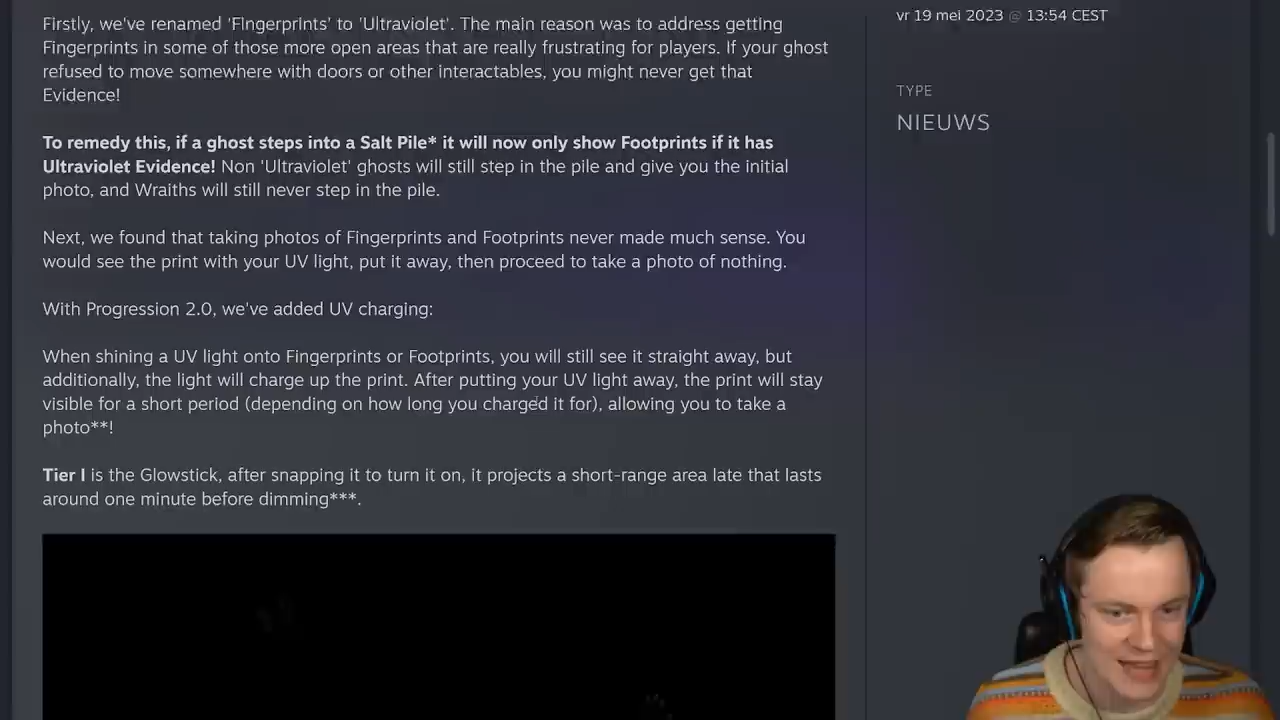 Firstly, we've renamed 'Fingerprints' to 'Ultraviolet'. The main reason was to address getting
Fingerprints in some of those more open areas that are really frustrating for players. If your ghost
refused to move somewhere with doors or other interactables, you might never get that
Evidence!
To remedy this, if a ghost steps into a Salt Pile* it will now only show Footprints if it has
Ultraviolet Evidence! Non 'Ultraviolet' ghosts will still step in the pile and give you the initial
photo, and Wraiths will still never step in the pile.
Next, we found that taking photos of Fingerprints and Footprints never made much sense. You
would see the print with your UV light, put it away, then proceed to take a photo of nothing.
With Progression 2.0, we've added UV charging:
When shining a UV light onto Fingerprints or Footprints, you will still see it straight away, but
additionally, the light will charge up the print. After putting your UV light away, the print will stay
visible for a short period (depending on how long you charged it for), allowing you to take a
photo**!
Tier I is the Glowstick, after snapping it to turn it on, it projects a short-range area late that lasts
around one minute before dimming***.
vr 19 mei 2023 @ 13:54 CEST
TYPE
NIEUWS